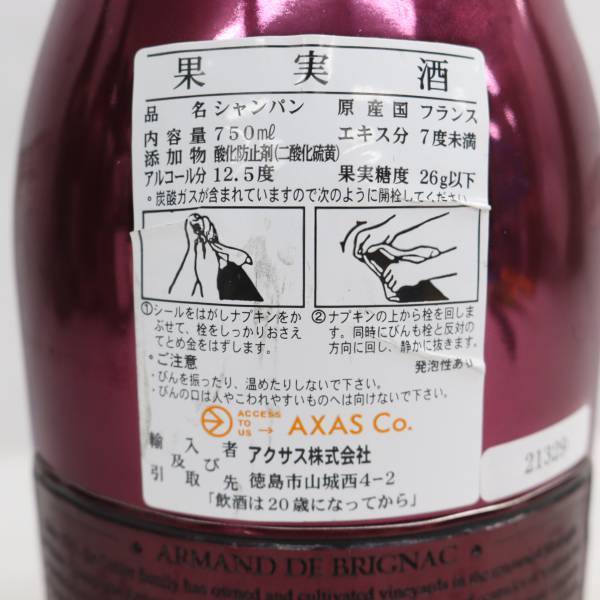 果実酒
品名 シャンパン 原産国 フランス
内容量 750mℓ エキス分 7度未満
添加物 酸化防止剤(二酸化硫黄)
アルコール分 12.5度 果実糖度 26g以下
。炭酸ガスが含まれていますので次のように開栓してください
①シールをはがしナプキンをかぶせて、栓をしっかりおさえてとめ金をはずします。
②ナプキンの上から栓を回します。同時にびんも栓と反対の方向に回し、静かに抜きます。
発泡性あり
・ご注意
・びんを振ったり、温めたりしないで下さい。
・びんの口は人やこわれやすいものへは向けないで下さい。
ACCESS TO US → AXAS Co.
輸入者及び引取先 アクサス株式会社
徳島市山城西4-2
「飲酒は20歳になってから」
21329
ARMAND DE BRIGNAC
family has owned and cultivated vineyards in the